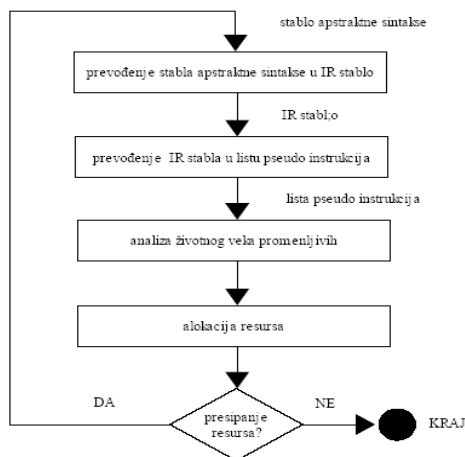 stablo apstraktne sintakse
prevođenje stabla apstraktne sintakse u IR stablo
IR stabl;o
prevođenje IR stabla u listu pseudo instrukcija
lista pseudo instrukcija
analiza životnog veka promenljivih
alokacija resursa
DA
presipanje
resursa?
NE
KRAJ